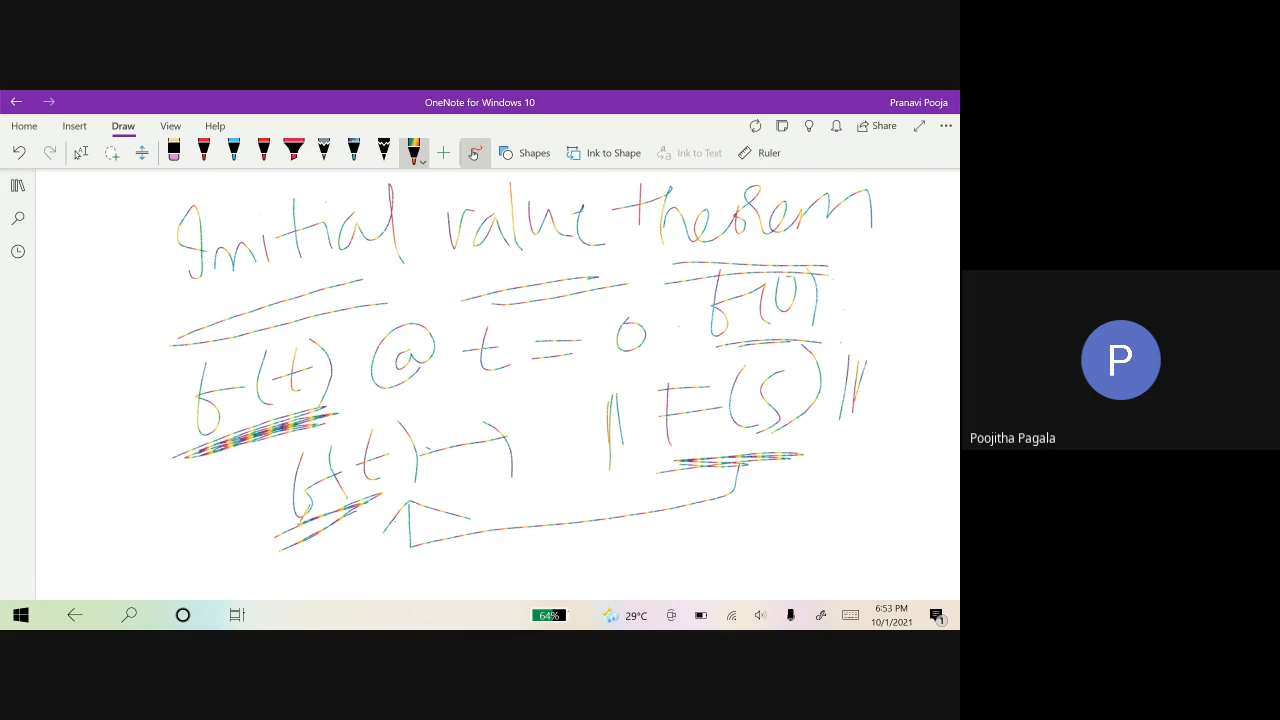 OneNote for Windows 10
Pranavi Pooja
Home Insert Draw View Help
Share
Shapes Ink to Shape Ink to Text Ruler
Initial value theorem
f(t) @ t = 0 f(0)
f(t) F(s)
P
Poojitha Pagala
64%
29°C
6:53 PM
10/1/2021
1